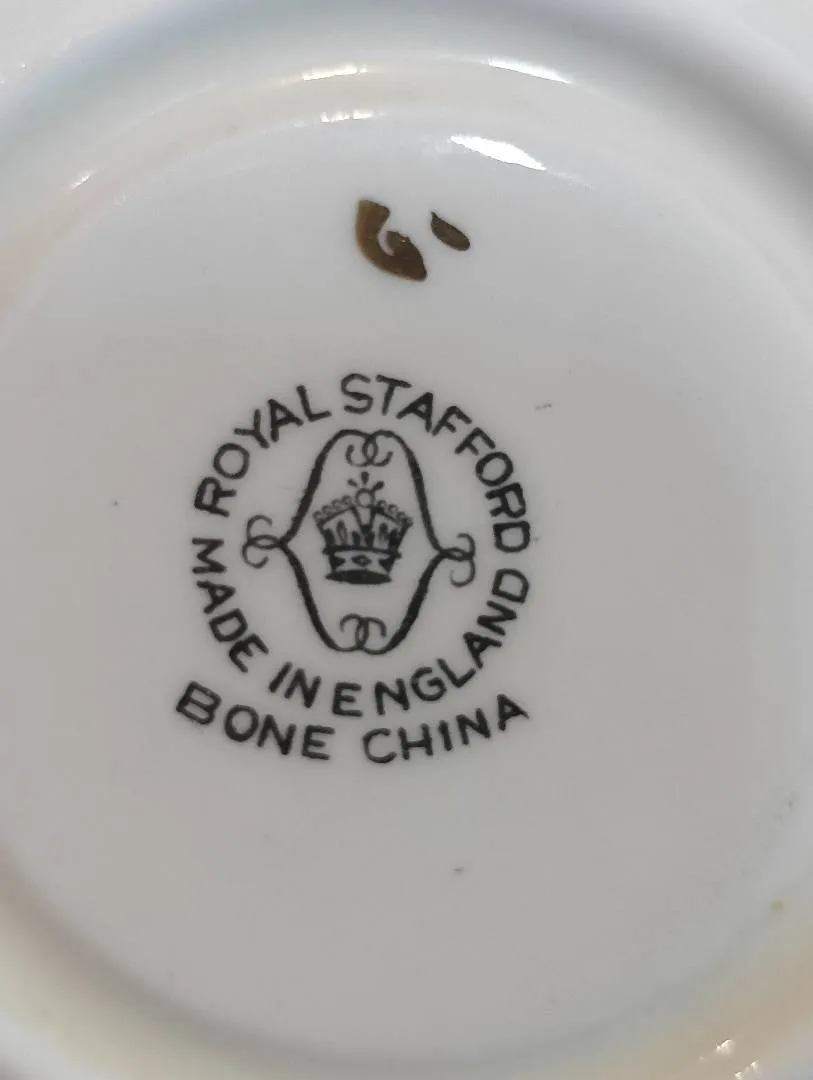 ROYAL STAFFORD
MADE IN ENGLAND
BONE CHINA